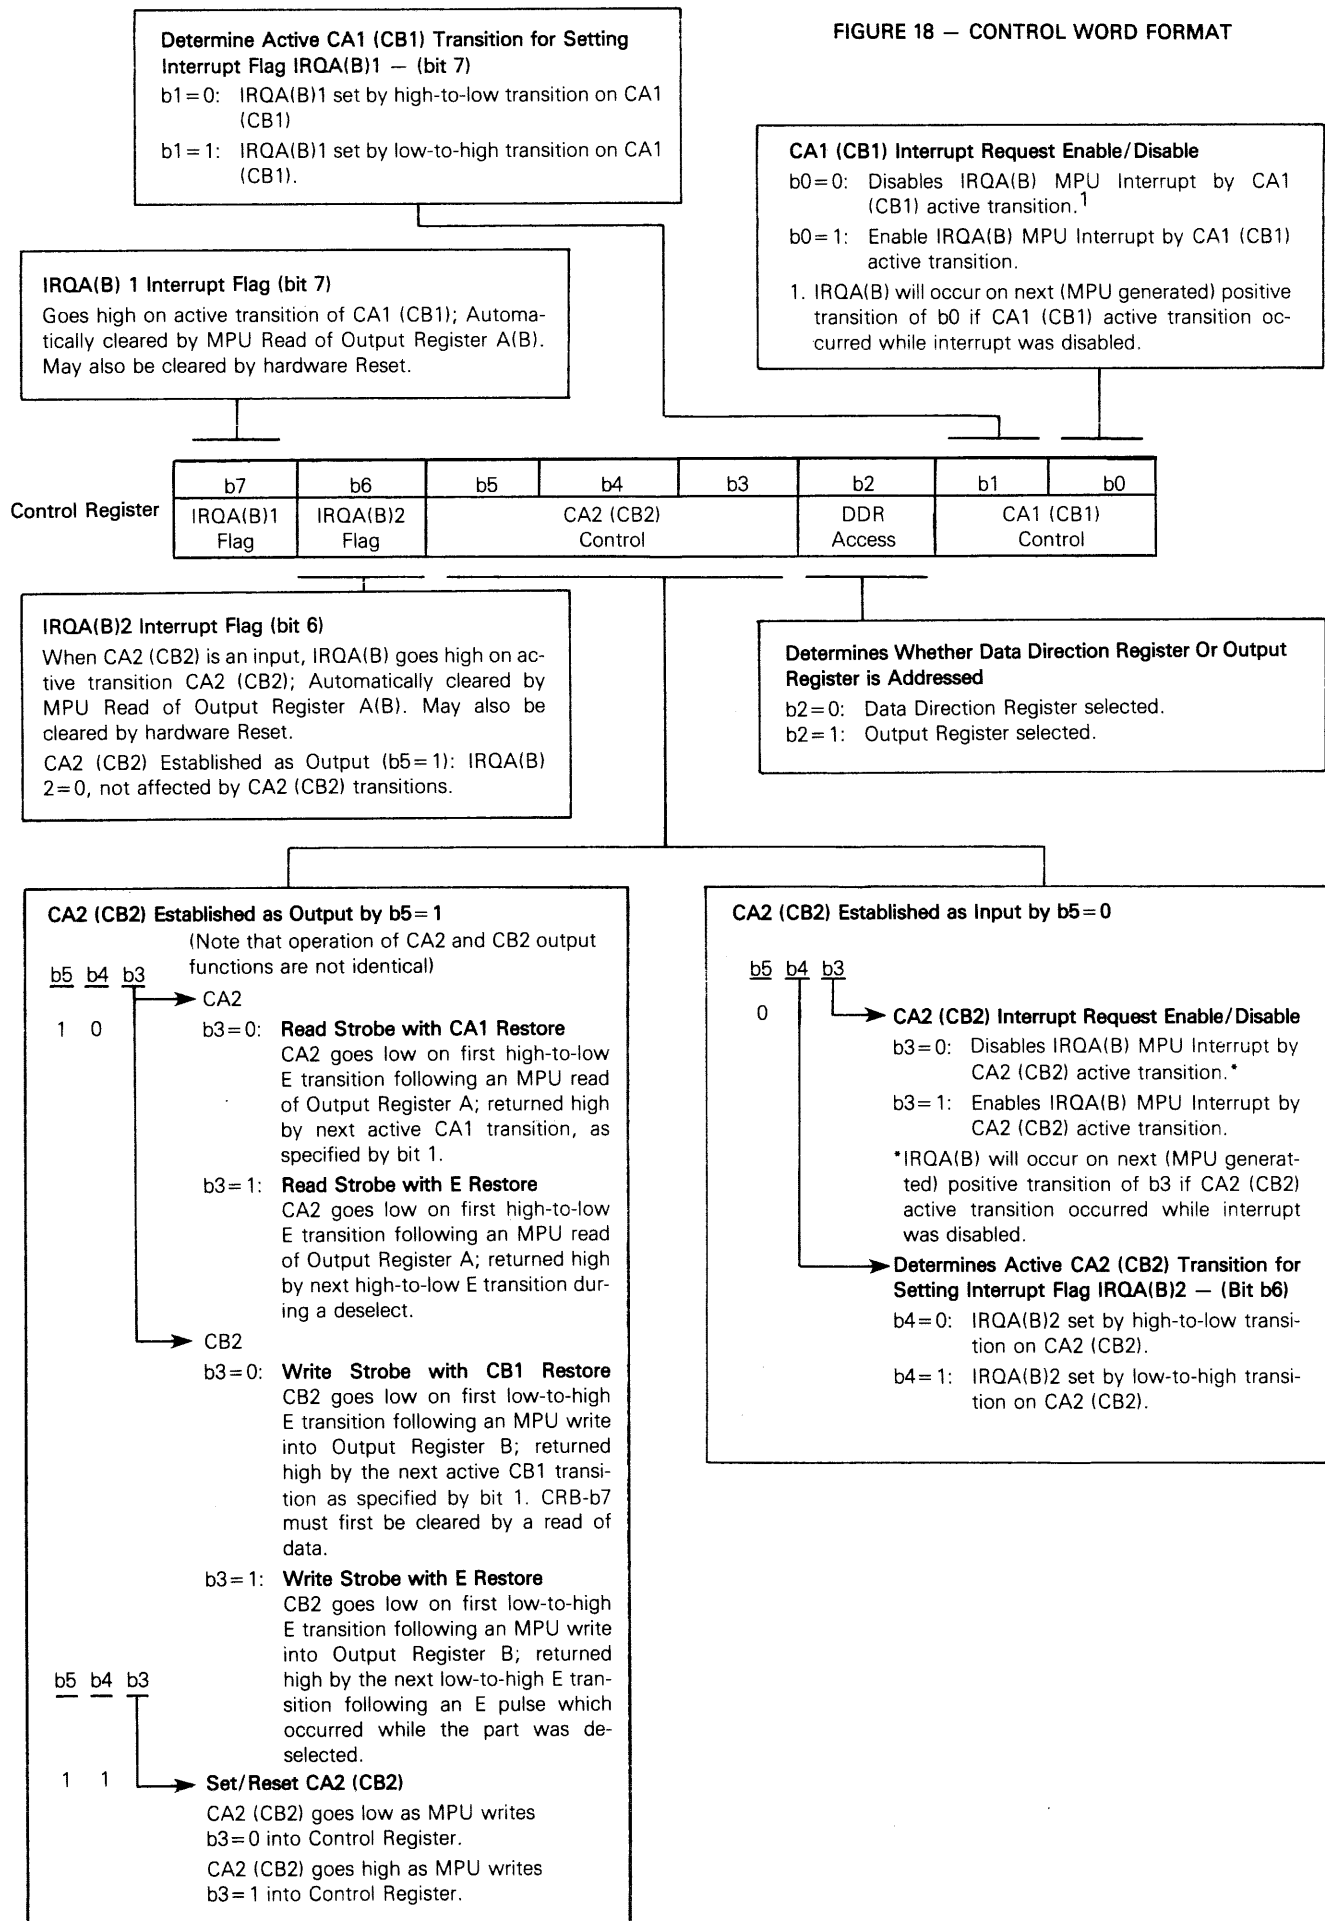 FIGURE 18 — CONTROL WORD FORMAT
Determine Active CA1 (CB1) Transition for Setting
Interrupt Flag IRQA(B)1 — (bit 7)
b1=0: IRQA(B)1 set by high-to-low transition on CA1
(CB1)
b1=1: IRQA(B)1 set by low-to-high transition on CA1
(CB1).
CA1 (CB1) Interrupt Request Enable/Disable
b0=0: Disables IRQA(B) MPU Interrupt by CA1
(CB1) active transition.1
b0=1: Enable IRQA(B) MPU Interrupt by CA1 (CB1)
active transition.
1. IRQA(B) will occur on next (MPU generated) positive
transition of b0 if CA1 (CB1) active transition oc-
curred while interrupt was disabled.
IRQA(B) 1 Interrupt Flag (bit 7)
Goes high on active transition of CA1 (CB1); Automa-
tically cleared by MPU Read of Output Register A(B).
May also be cleared by hardware Reset.
b7 b6 b5 b4 b3 b2 b1 b0
Control Register
IRQA(B)1
Flag
IRQA(B)2
Flag
CA2 (CB2)
Control
DDR
Access
CA1 (CB1)
Control
IRQA(B)2 Interrupt Flag (bit 6)
When CA2 (CB2) is an input, IRQA(B) goes high on ac-
tive transition CA2 (CB2); Automatically cleared by
MPU Read of Output Register A(B). May also be
cleared by hardware Reset.
CA2 (CB2) Established as Output (b5=1): IRQA(B)
2=0, not affected by CA2 (CB2) transitions.
Determines Whether Data Direction Register Or Output
Register is Addressed
b2=0: Data Direction Register selected.
b2=1: Output Register selected.
CA2 (CB2) Established as Output by b5=1
(Note that operation of CA2 and CB2 output
functions are not identical)
b5 b4 b3
CA2
1 0
b3=0: Read Strobe with CA1 Restore
CA2 goes low on first high-to-low
E transition following an MPU read
of Output Register A; returned high
by next active CA1 transition, as
specified by bit 1.
b3=1: Read Strobe with E Restore
CA2 goes low on first high-to-low
E transition following an MPU read
of Output Register A; returned high
by next high-to-low E transition dur-
ing a deselect.
CB2
b3=0: Write Strobe with CB1 Restore
CB2 goes low on first low-to-high
E transition following an MPU write
into Output Register B; returned
high by the next active CB1 transi-
tion as specified by bit 1. CRB-b7
must first be cleared by a read of
data.
b3=1: Write Strobe with E Restore
CB2 goes low on first low-to-high
E transition following an MPU write
into Output Register B; returned
high by the next low-to-high E tran-
sition following an E pulse which
occurred while the part was de-
selected.
b5 b4 b3
1 1
Set/Reset CA2 (CB2)
CA2 (CB2) goes low as MPU writes
b3=0 into Control Register.
CA2 (CB2) goes high as MPU writes
b3=1 into Control Register.
CA2 (CB2) Established as Input by b5=0
b5 b4 b3
0
CA2 (CB2) Interrupt Request Enable/Disable
b3=0: Disables IRQA(B) MPU Interrupt by
CA2 (CB2) active transition.*
b3=1: Enables IRQA(B) MPU Interrupt by
CA2 (CB2) active transition.
*IRQA(B) will occur on next (MPU generat-
ted) positive transition of b3 if CA2 (CB2)
active transition occurred while interrupt
was disabled.
Determines Active CA2 (CB2) Transition for
Setting Interrupt Flag IRQA(B)2 — (Bit b6)
b4=0: IRQA(B)2 set by high-to-low transi-
tion on CA2 (CB2).
b4=1: IRQA(B)2 set by low-to-high transi-
tion on CA2 (CB2).